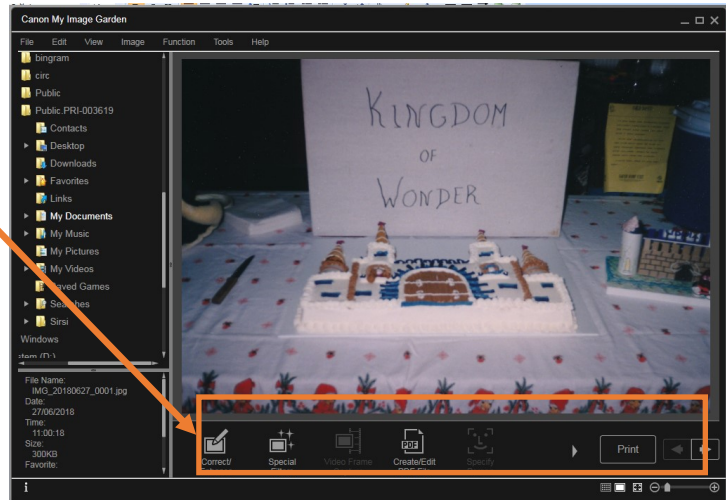 Canon My Image Garden
File Edit View Image Function Tools Help
bingram
circ
Public
Public.PRI-003619
Contacts
Desktop
Downloads
Favorites
Links
My Documents
My Music
My Pictures
My Videos
Saved Games
Searches
Sirsi
Windows
File Name:
IMG_20180627_0001.jpg
Date:
27/06/2018
Time:
11:00:18
Size:
300KB
Favorite:
KINGDOM
OF
WONDER
Correct/
Special
Video Frame
Create/Edit
PDF File
Specify
Print